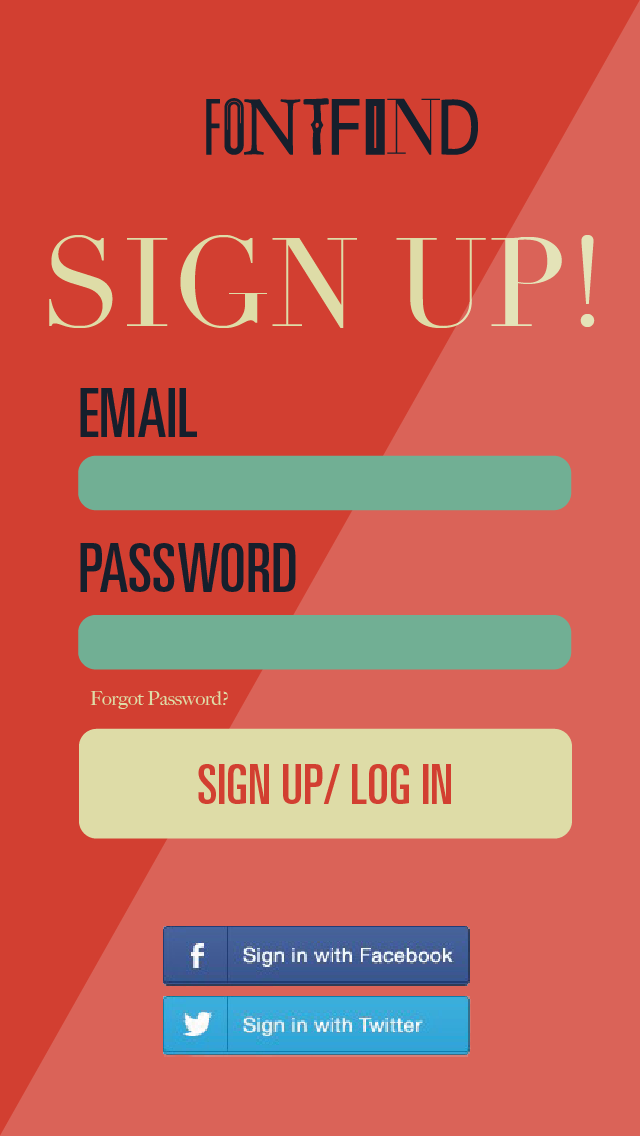 FONTFIND
SIGN UP!
EMAIL
PASSWORD
Forgot Password?
SIGN UP/ LOG IN
f Sign in with Facebook
Sign in with Twitter